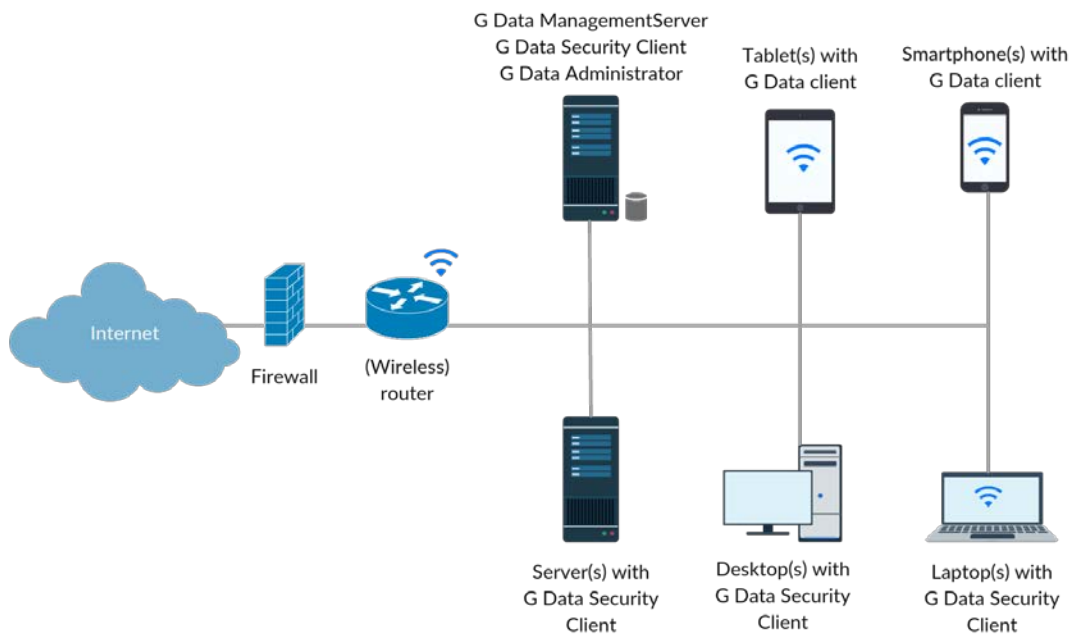 G Data ManagementServer
G Data Security Client
G Data Administrator
Tablet(s) with
G Data client
Smartphone(s) with
G Data client
Internet
Firewall
(Wireless)
router
Server(s) with
G Data Security
Client
Desktop(s) with
G Data Security
Client
Laptop(s) with
G Data Security
Client